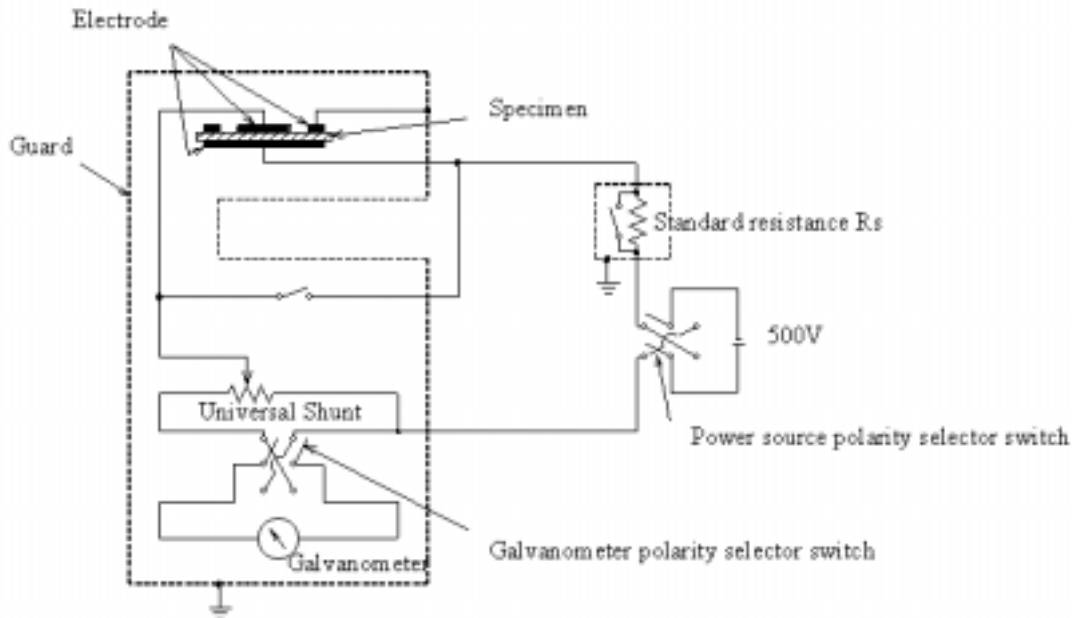 Electrode
Specimen
Guard
Standard resistance Rs
500V
Universal Shunt
Power source polarity selector switch
Galvanometer polarity selector switch
Galvanometer